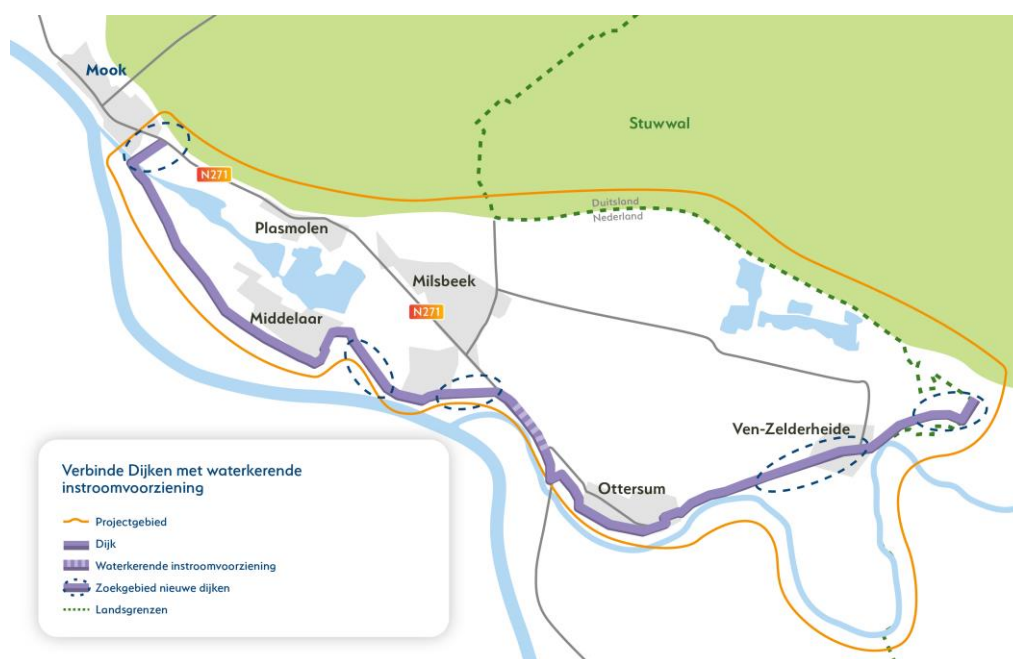 Mook
Stuwwal
N271
Duitsland
Nederland
Plasmolen
Milsbeek
N271
Middelaar
Ven-Zelderheide
Ottersum
Verbinde Dijken met waterkerende
instroomvoorziening
Projectgebied
Dijk
Waterkerende instroomvoorziening
Zoekgebied nieuwe dijken
Landsgrenzen